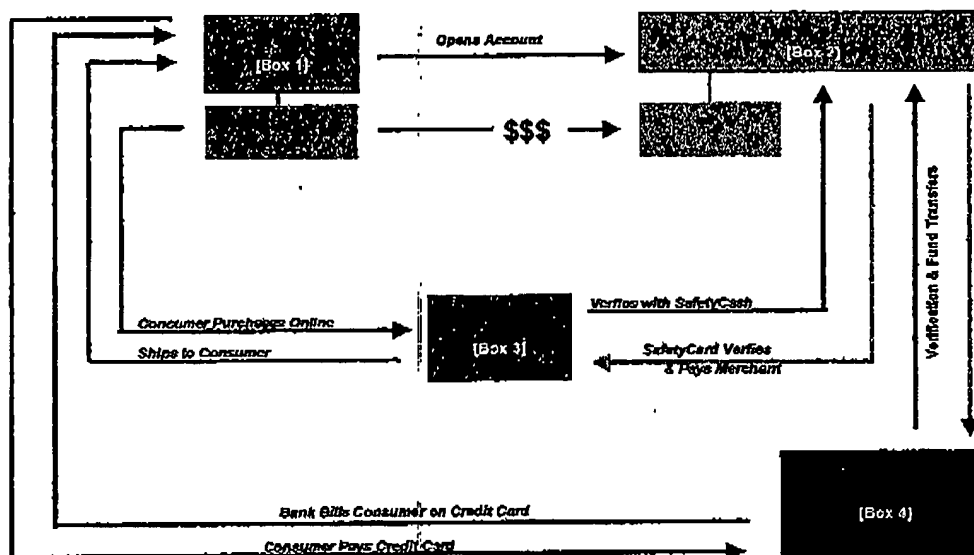 [Box 1]
Opens Account
[Box 2]
$$$
Verification & Fund Transfers
Consumer Purchases Online
Ships to Consumer
[Box 3]
Verifies with SafetyCash
SafetyCard Verfies
& Pays Merchant
Bank Bills Consumer on Credit Card
Consumer Pays Credit Card
[Box 4]